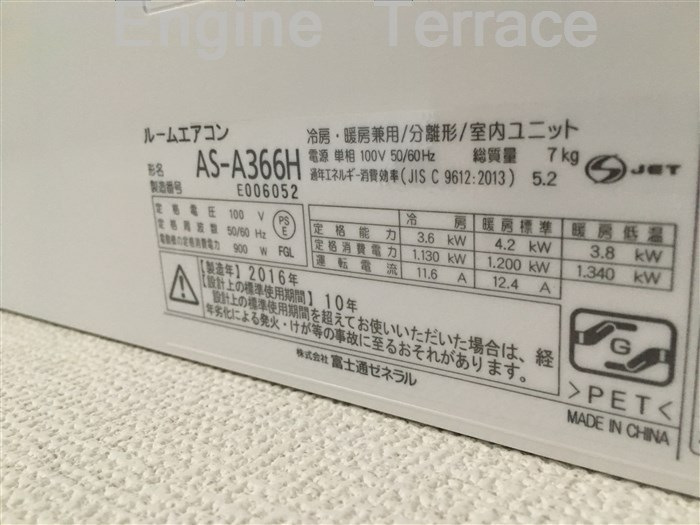 Engine Terrace
ルームエアコン
形名 AS-A366H
製造番号 E006052
冷房・暖房兼用/分離形/室内ユニット
電源 単相 100V 50/60Hz 総質量 7kg
通年エネルギー消費効率(JIS C 9612:2013) 5.2
JET
定格電圧 100 V
定格周波数 50/60 Hz
電動機の定格消費電力 900 W FGL
PS
E
冷房 暖房標準 暖房低温
定格能力 3.6 kW 4.2 kW 3.8 kW
定格消費電力 1.130 kW 1.200 kW 1.340 kW
運転電流 11.6 A 12.4 A
【製造年】2016年
【設計上の標準使用期間】10年
設計上の標準使用期間を超えてお使いいただいた場合は、経
年劣化による発火・けが等の事故に至るおそれがあります。
株式会社 富士通ゼネラル
G
>PET<
MADE IN CHINA